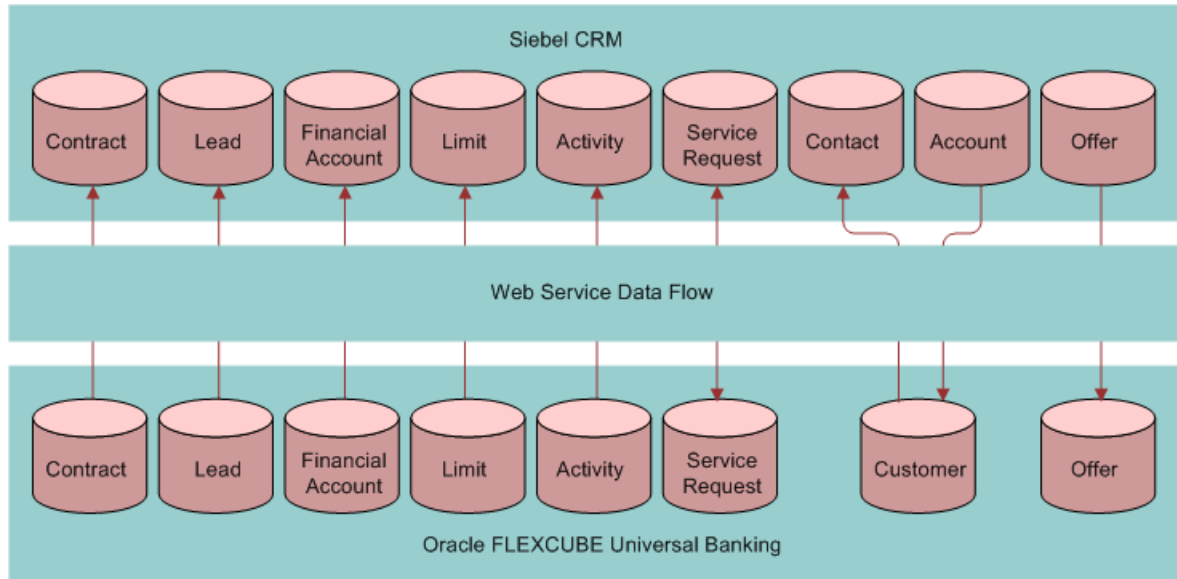 Siebel CRM
Contract
Lead
Financial
Account
Limit
Activity
Service
Request
Contact
Account
Offer
Web Service Data Flow
Contract
Lead
Financial
Account
Limit
Activity
Service
Request
Customer
Offer
Oracle FLEXCUBE Universal Banking